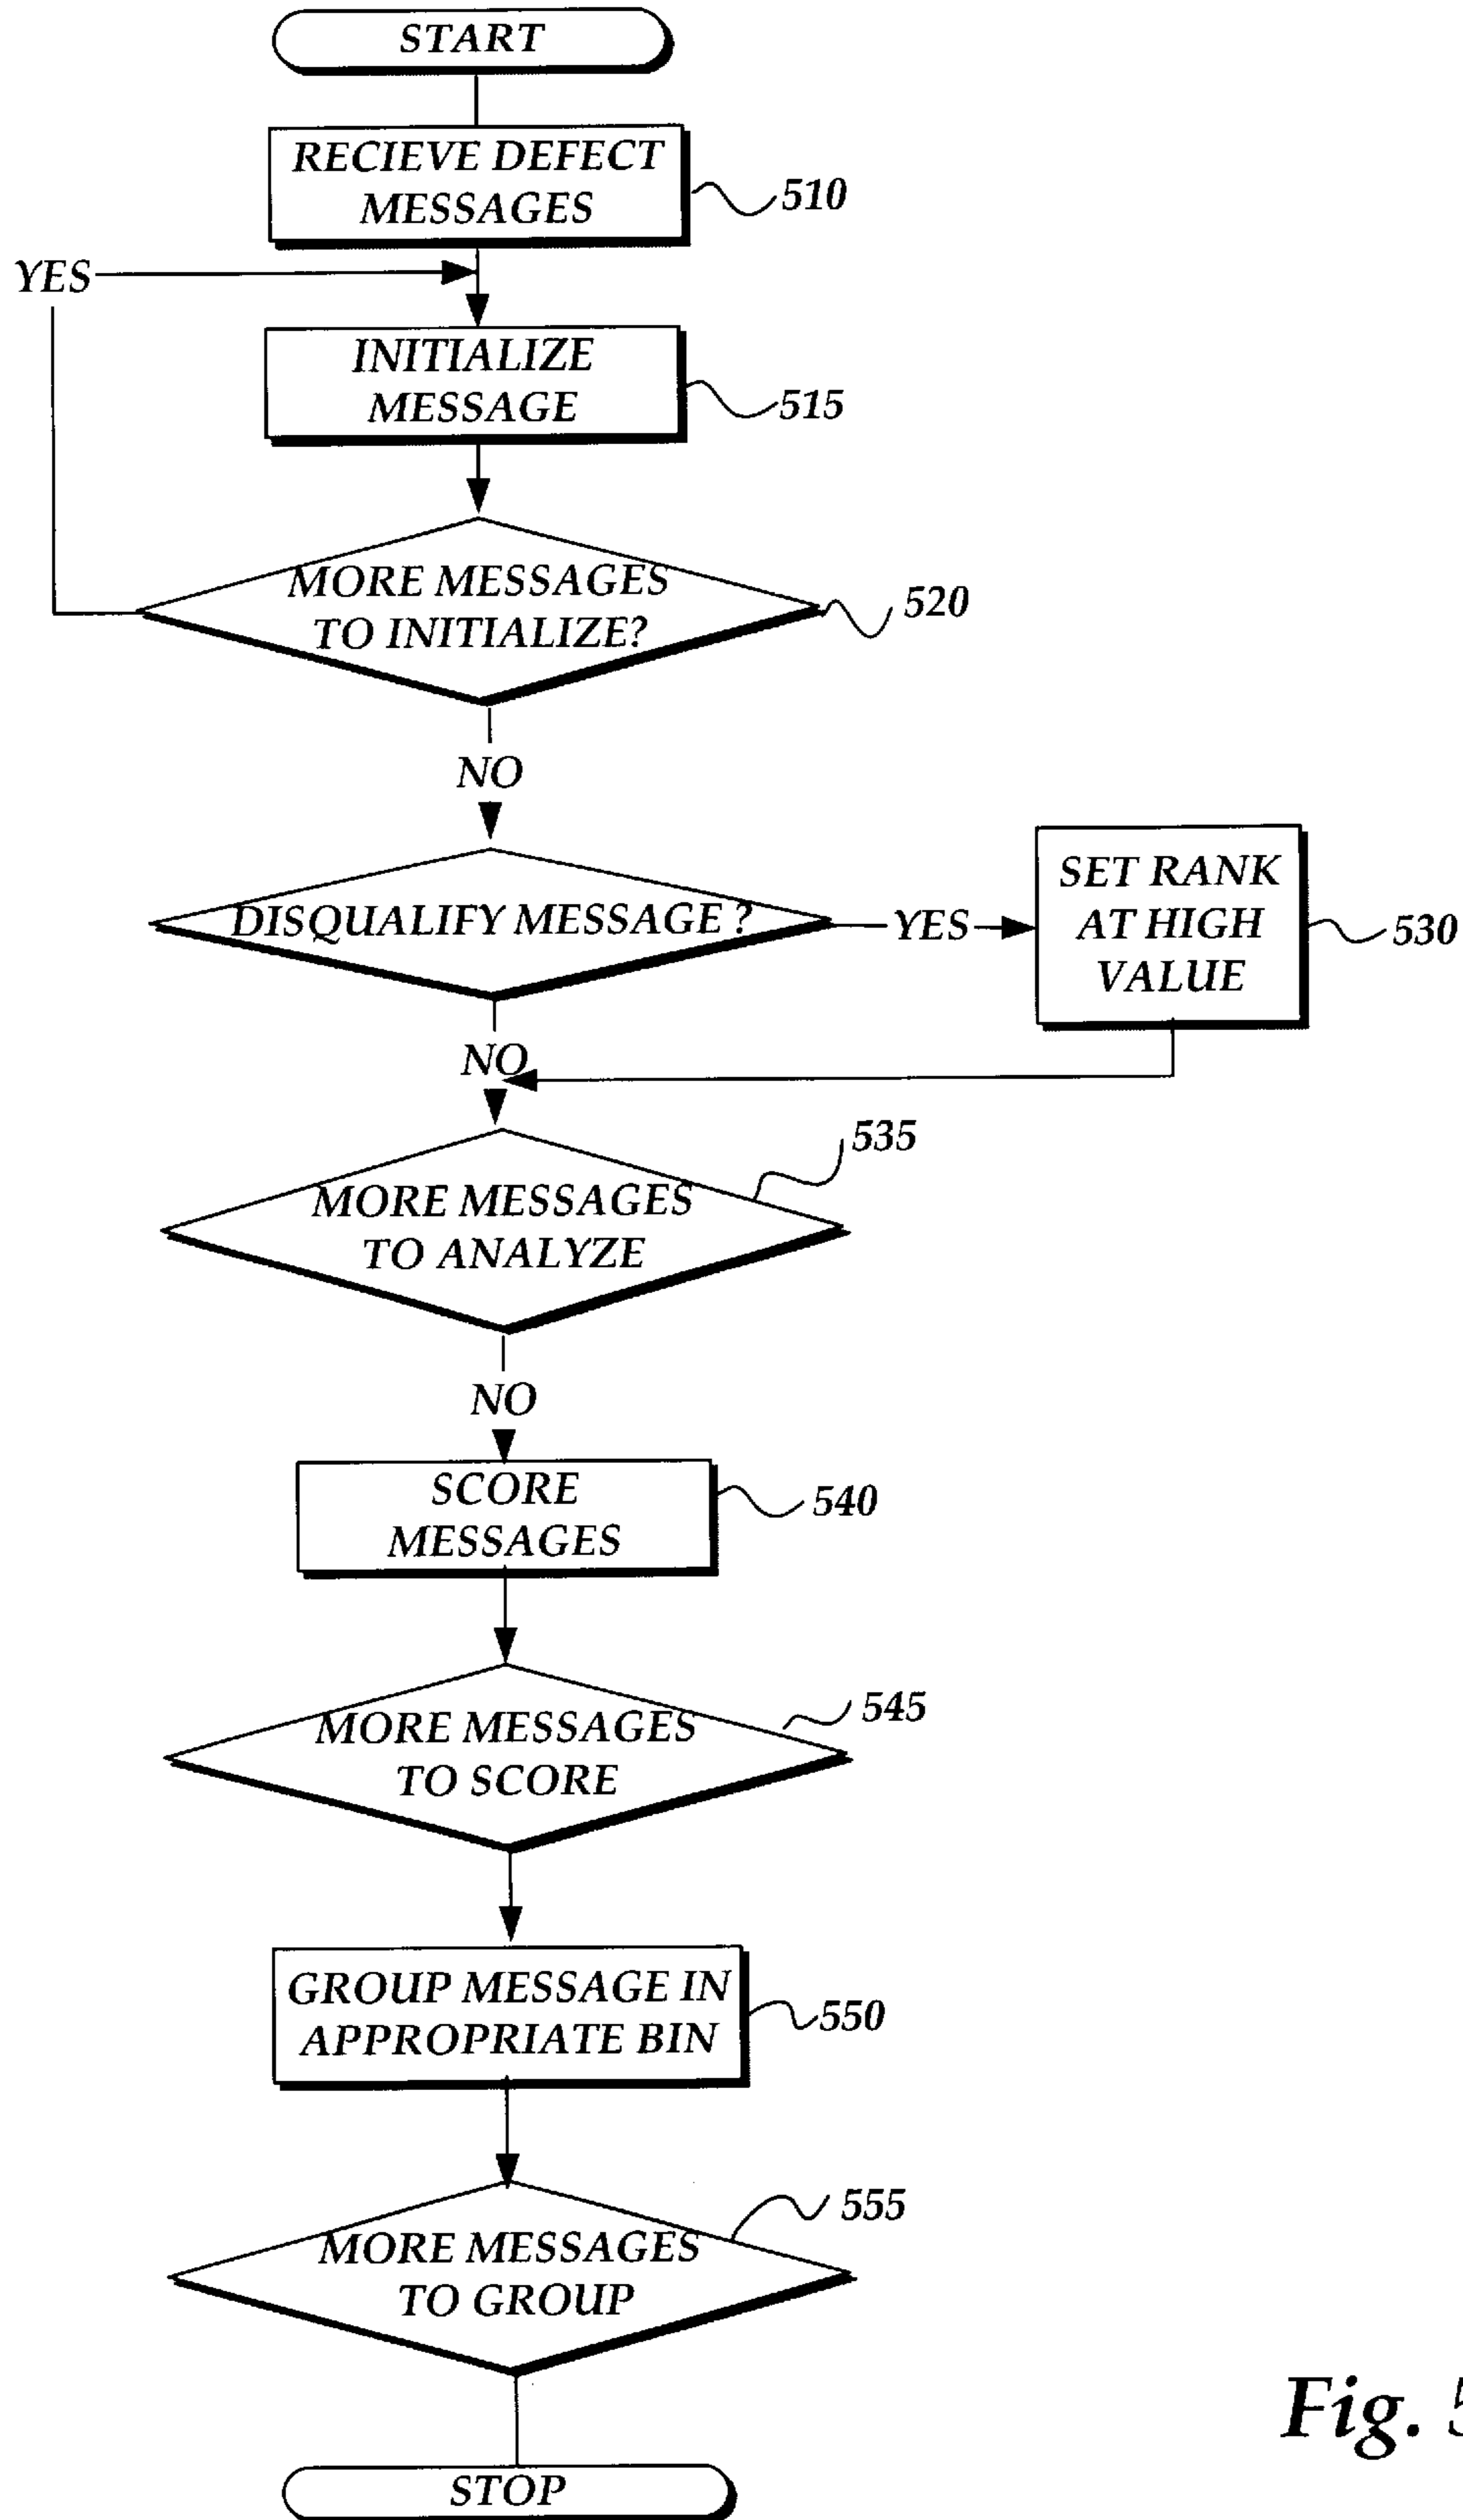 START
RECIEVE DEFECT
MESSAGES
510
YES
INITIALIZE
MESSAGE
515
MORE MESSAGES
TO INITIALIZE?
520
NO
DISQUALIFY MESSAGE ?
YES
SET RANK
AT HIGH
VALUE
530
NO
535
MORE MESSAGES
TO ANALYZE
NO
SCORE
MESSAGES
540
545
MORE MESSAGES
TO SCORE
GROUP MESSAGE IN
APPROPRIATE BIN
550
555
MORE MESSAGES
TO GROUP
Fig. 5
STOP